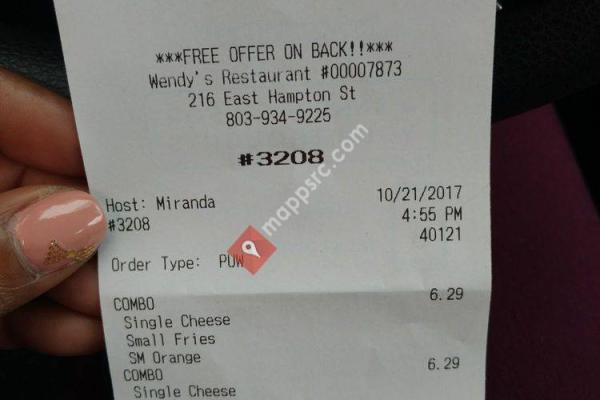 ***FREE OFFER ON BACK!!***
Wendy's Restaurant #00007873
216 East Hampton St
803-934-9225
#3208
Host: Miranda 10/21/2017
#3208 4:55 PM
40121
Order Type: PUW
COMBO 6.29
Single Cheese
Small Fries
SM Orange
COMBO 6.29
Single Cheese
mappsrc.com